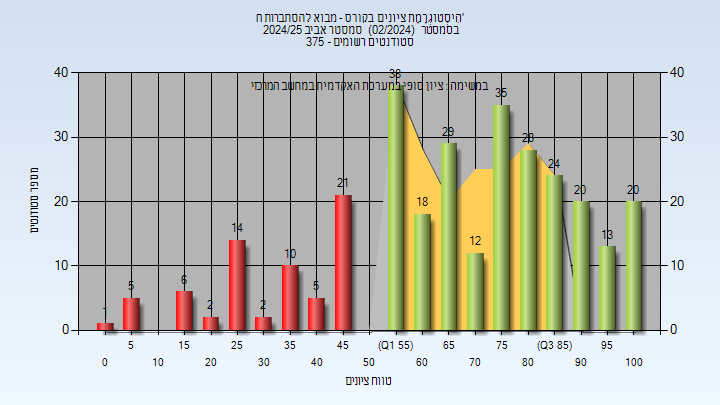 'היסטוגרמת ציונים בקורס - מבוא להסתברות ח
בסמסטר (02/2024) סמסטר אביב 2024/25
סטודנטים רשומים - 375
במשימה: ציון סופי במערכת האקדמית במחשב המרכזי
מספר סטודנטים
40 40
30 30
20 20
10 10
0 0
1 5 6 2 14 2 10 5 21 38 18 29 12 35 28 24 20 13 20
5 15 25 35 45 (Q1 55) 65 75 (Q3 85) 95
0 10 20 30 40 50 60 70 80 90 100
טווח ציונים